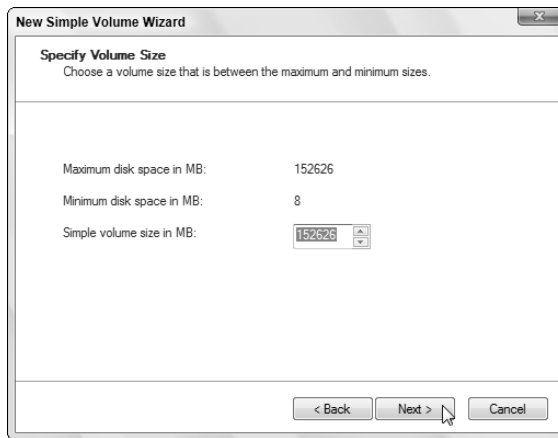 New Simple Volume Wizard
Specify Volume Size
Choose a volume size that is between the maximum and minimum sizes.
Maximum disk space in MB: 152626
Minimum disk space in MB: 8
Simple volume size in MB: 152626
< Back Next > Cancel